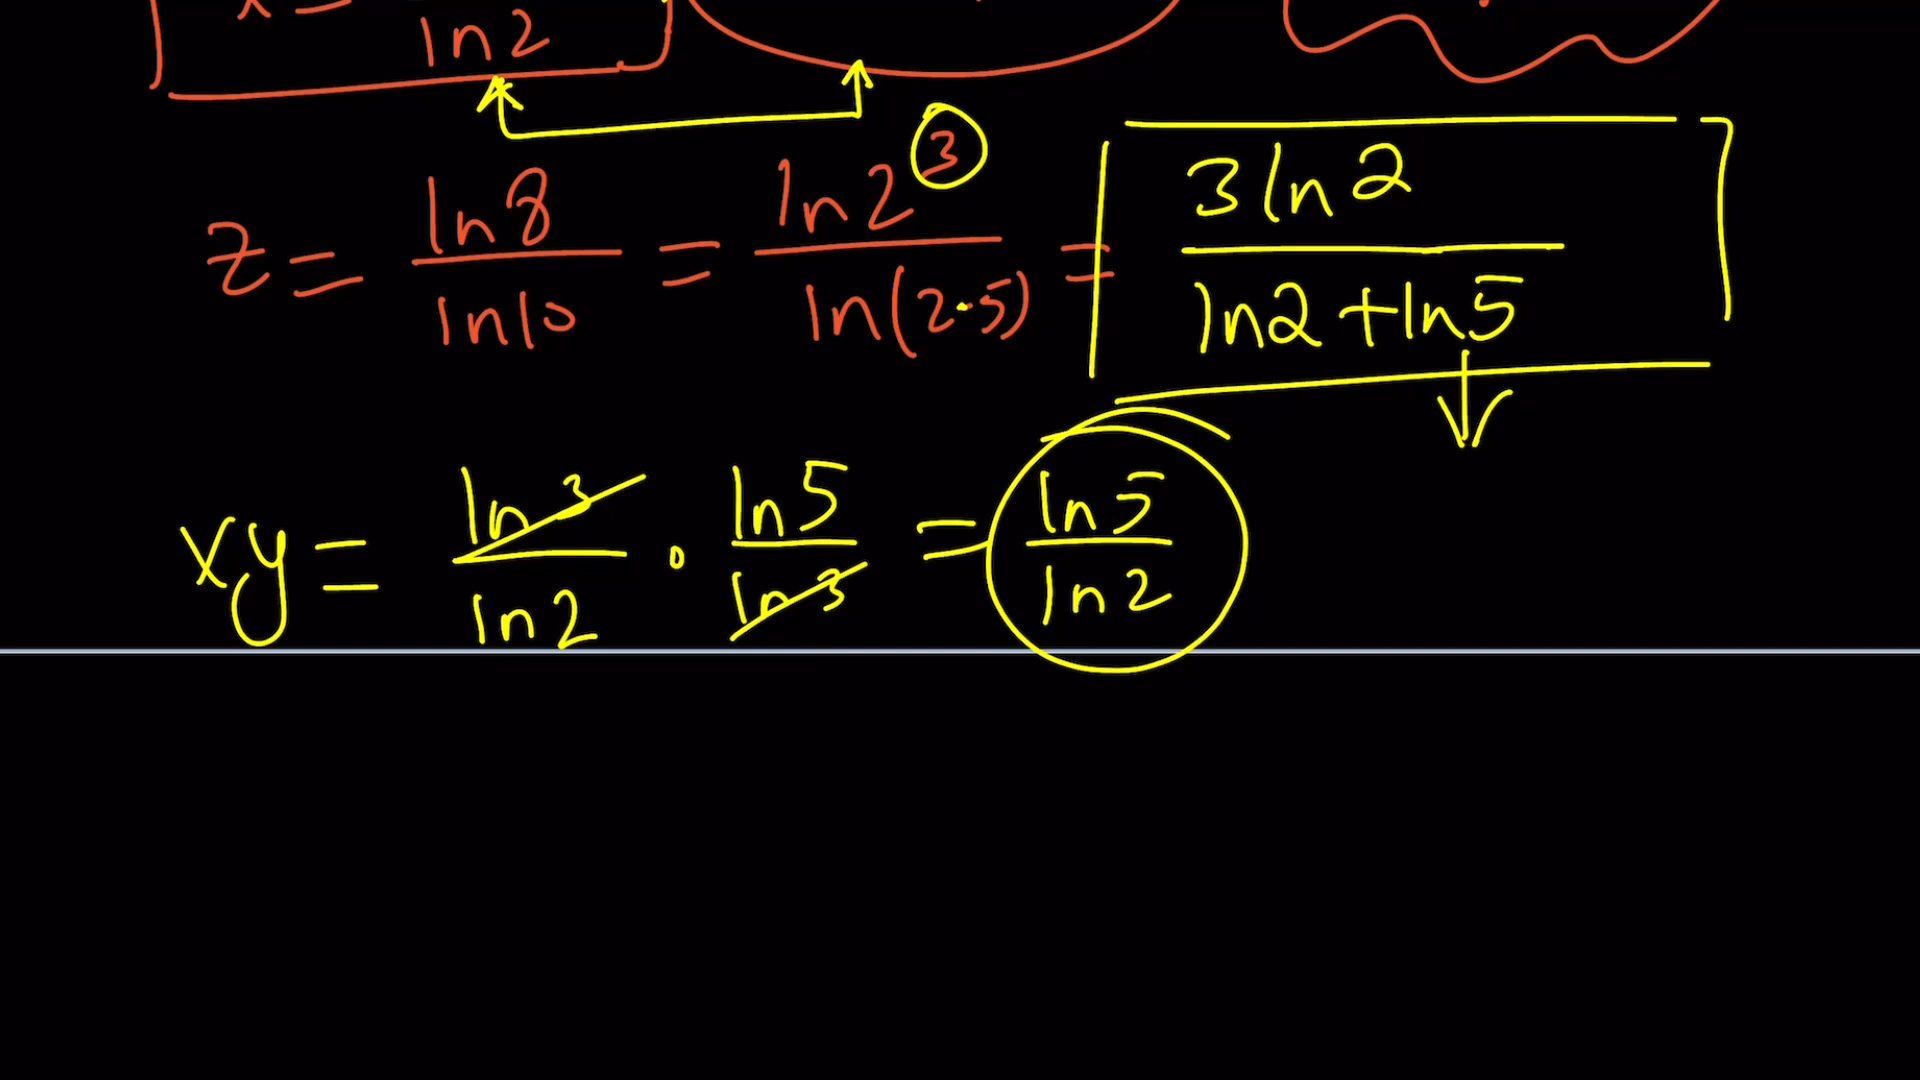 x = ln2
z = ln8/ln10 = ln2^3/ln(2·5) = 3ln2/ln2+ln5
xy = ln3/ln2 · ln5/ln3 = ln5/ln2